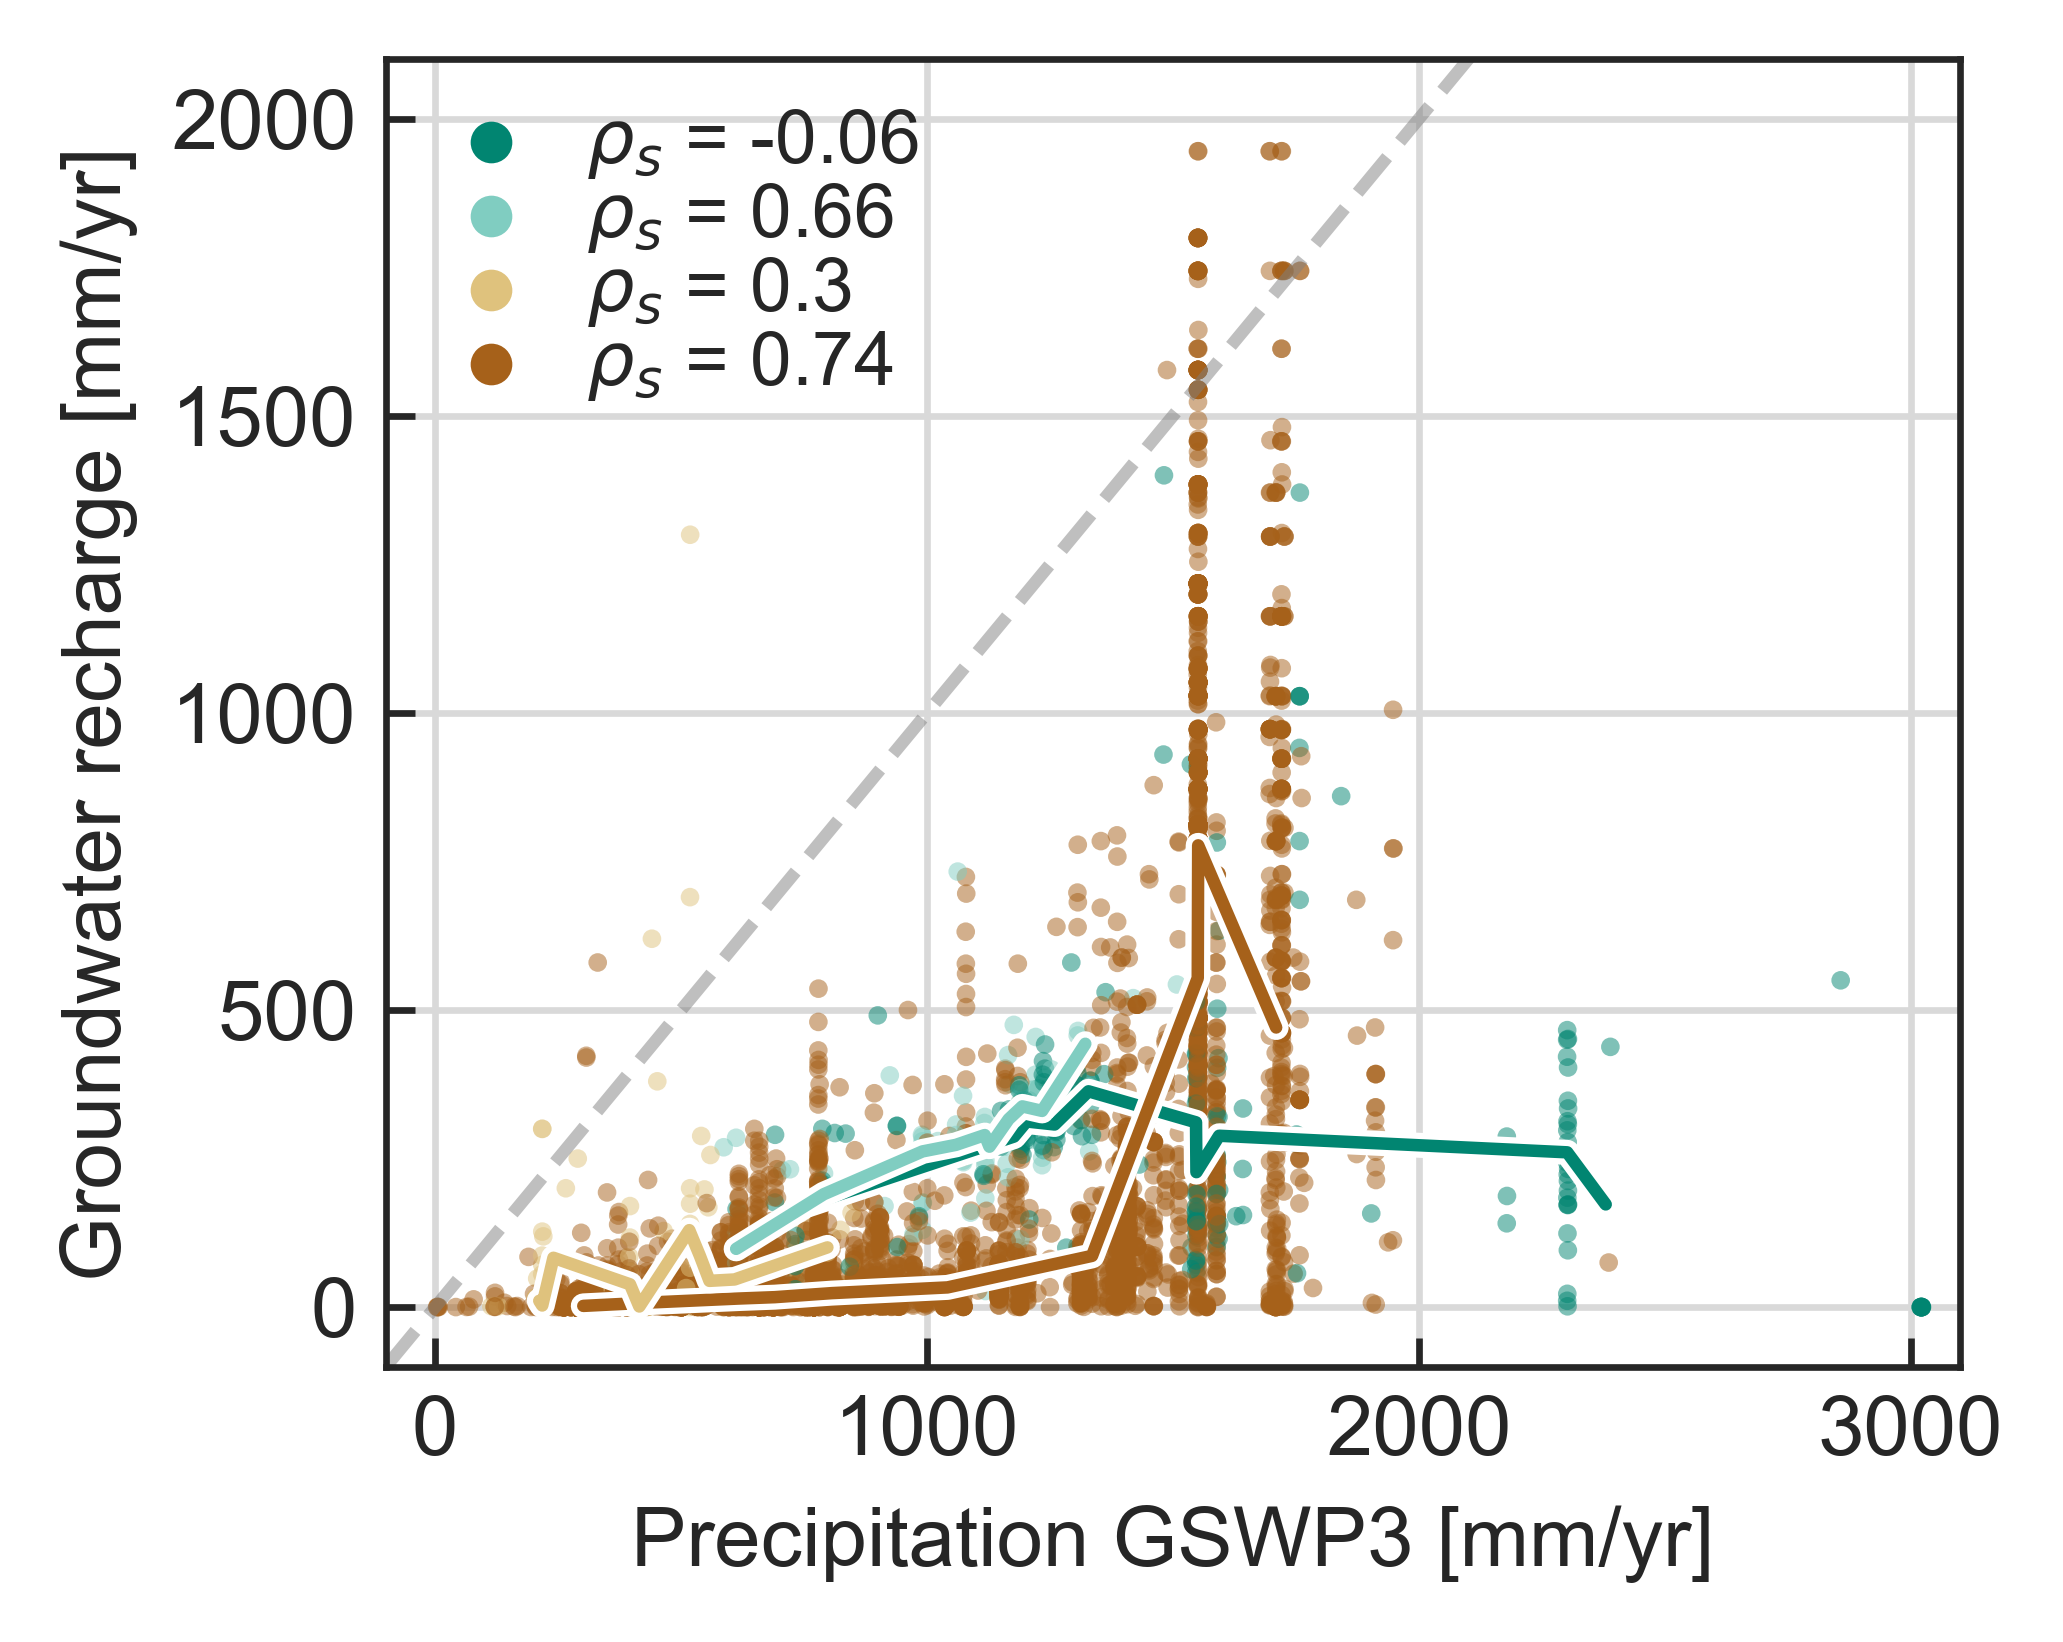 Groundwater recharge [mm/yr]
2000
1500
1000
500
0
ρs = -0.06
ρs = 0.66
ρs = 0.3
ρs = 0.74
0 1000 2000 3000
Precipitation GSWP3 [mm/yr]